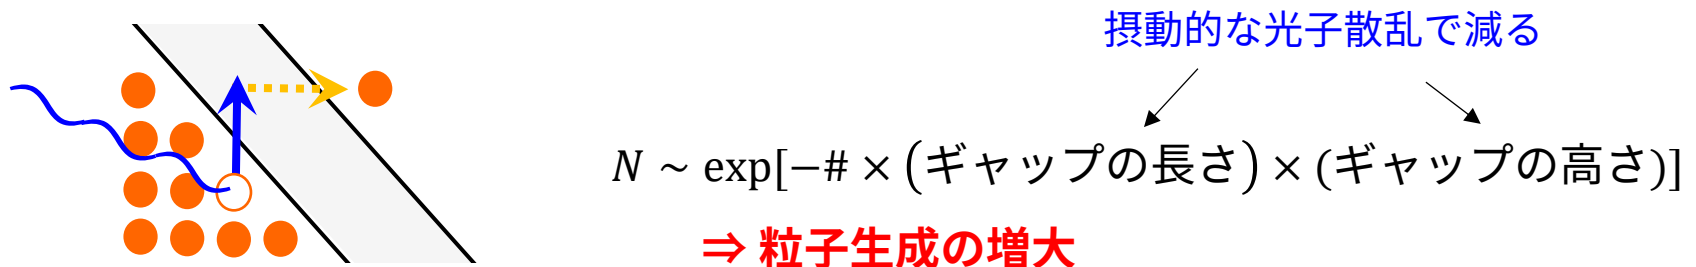 摂動的な光子散乱で減る
N ~ exp[−# × (ギャップの長さ) × (ギャップの高さ)]
⇒ 粒子生成の増大